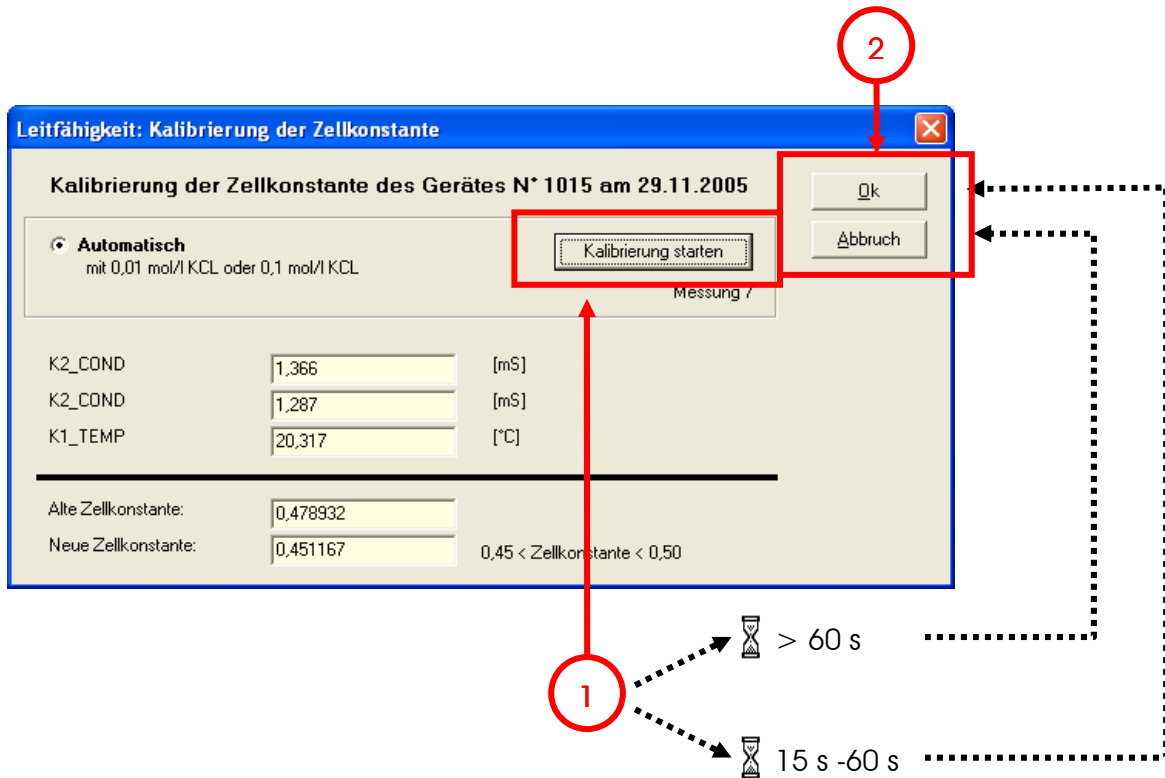 2
Leitfähigkeit: Kalibrierung der Zellkonstante
Kalibrierung der Zellkonstante des Gerätes N° 1015 am 29.11.2005
Ok
Automatisch
mit 0,01 mol/l KCL oder 0,1 mol/l KCL
Kalibrierung starten
Abbruch
Messung 7
K2_COND 1,366 [mS]
K2_COND 1,287 [mS]
K1_TEMP 20,317 [°C]
Alte Zellkonstante: 0,478932
Neue Zellkonstante: 0,451167 0,45 < Zellkonstante < 0,50
> 60 s
1
15 s -60 s